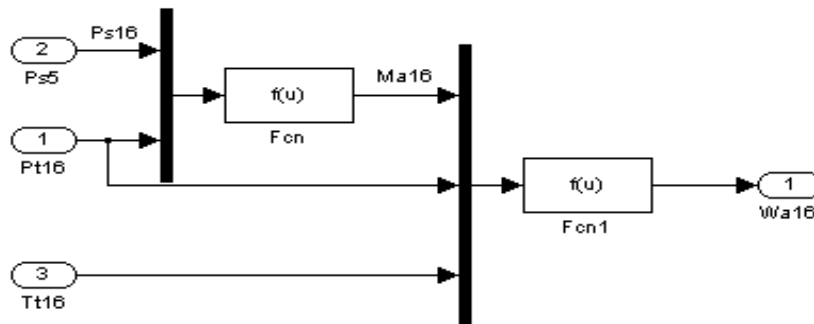 Ps16
2
Ps5
f(u)
Fcn
Ma16
1
Pt16
f(u)
Fcn1
1
Wa16
3
Tt16